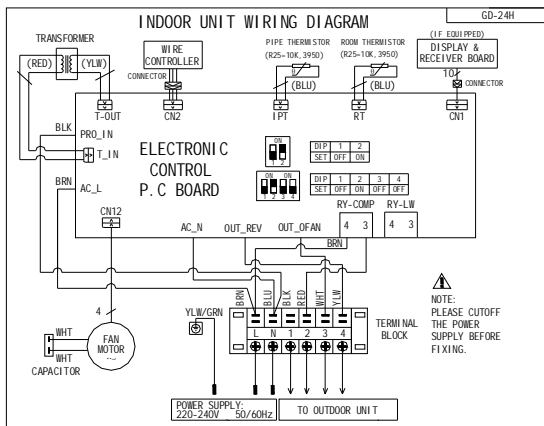 INDOOR UNIT WIRING DIAGRAM
GD-24H
TRANSFORMER
(RED)
(YLW)
WIRE
CONTROLLER
CONNECTOR
PIPE THERMISTOR
(R25=10K,3950)
(BLU)
ROOM THERMISTOR
(R25=10K,3950)
(BLU)
(IF EQUIPPED)
DISPLAY &
RECEIVER BOARD
10
CONNECTOR
T-OUT
CN2
IPT
RT
CN1
BLK
PRO_IN
T_IN
BRN
AC_L
CN12
ELECTRONIC
CONTROL
P.C BOARD
ON
1 2
DIP 1 2
SET OFF ON
ON ON
1 2 3 4
DIP 1 2 3 4
SET OFF OFF OFF OFF
RY-COMP
4 3
RY-LW
4 3
AC_N
OUT_REV
OUT_OFAN
BRN
BRN
BLU
BLK
RED
WHT
YLW
YLW/GRN
L N 1 2 3 4
TERMINAL
BLOCK
NOTE:
PLEASE CUTOFF
THE POWER
SUPPLY BEFORE
FIXING.
4
WHT
WHT
CAPACITOR
FAN
MOTOR
POWER SUPPLY:
220-240V 50/60Hz
TO OUTDOOR UNIT